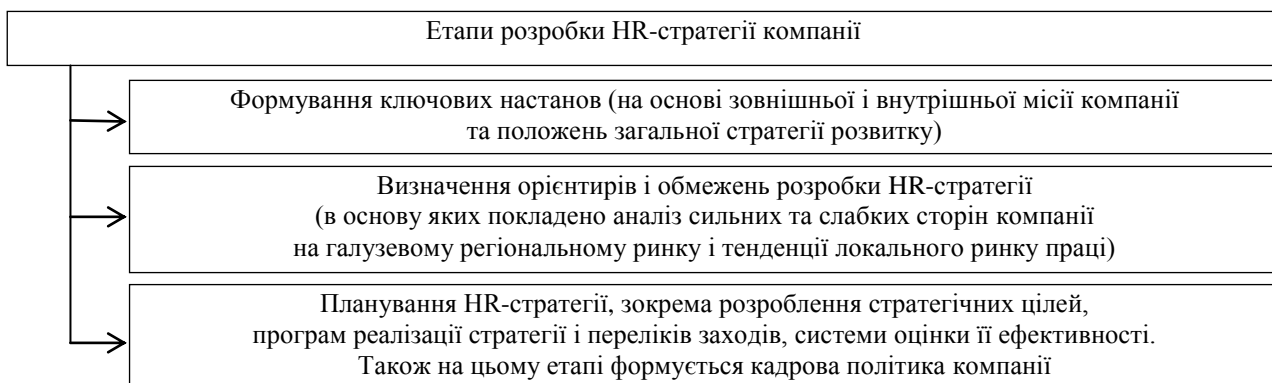 Етапи розробки HR-стратегії компанії
Формування ключових настанов (на основі зовнішньої і внутрішньої місії компанії
та положень загальної стратегії розвитку)
Визначення орієнтирів і обмежень розробки HR-стратегії
(в основу яких покладено аналіз сильних та слабких сторін компанії
на галузевому регіональному ринку і тенденції локального ринку праці)
Планування HR-стратегії, зокрема розроблення стратегічних цілей,
програм реалізації стратегії і переліків заходів, системи оцінки її ефективності.
Також на цьому етапі формується кадрова політика компанії